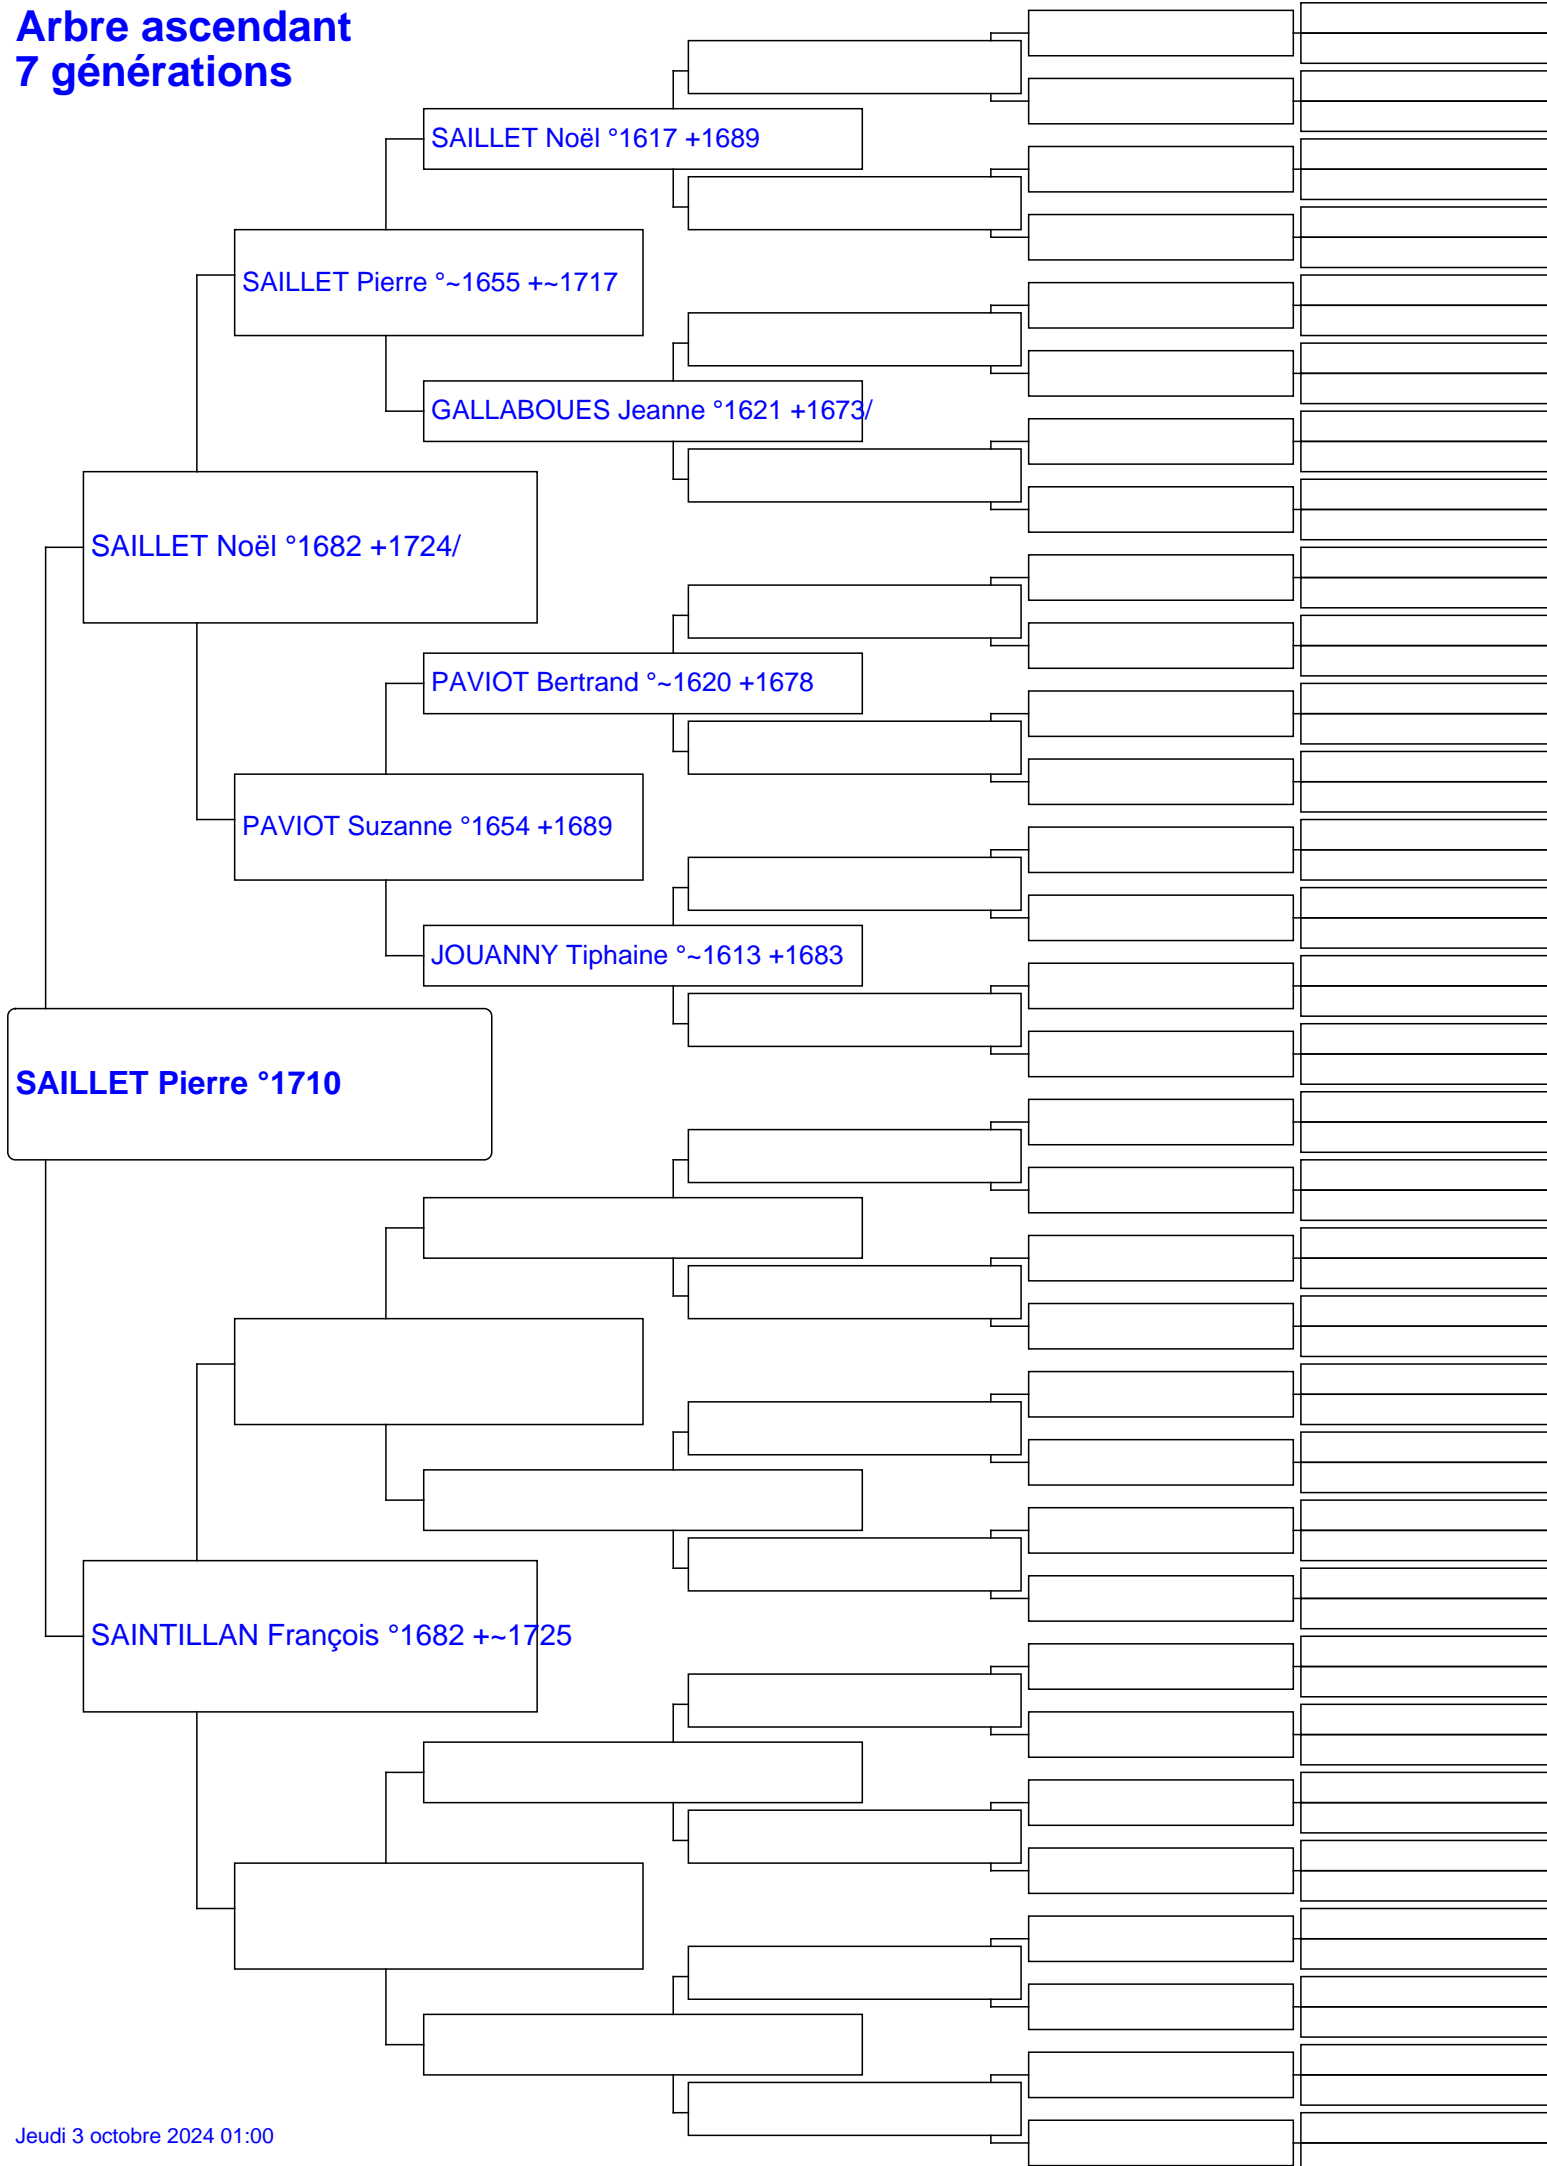 Arbre ascendant
7 générations
SAILLET Noël °1617 +1689
SAILLET Pierre °~1655 +~1717
GALLABOUES Jeanne °1621 +1673/
SAILLET Noël °1682 +1724/
PAVIOT Bertrand °~1620 +1678
PAVIOT Suzanne °1654 +1689
JOUANNY Tiphaine °~1613 +1683
SAILLET Pierre °1710
SAINTILLAN François °1682 +~1725
Jeudi 3 octobre 2024 01:00